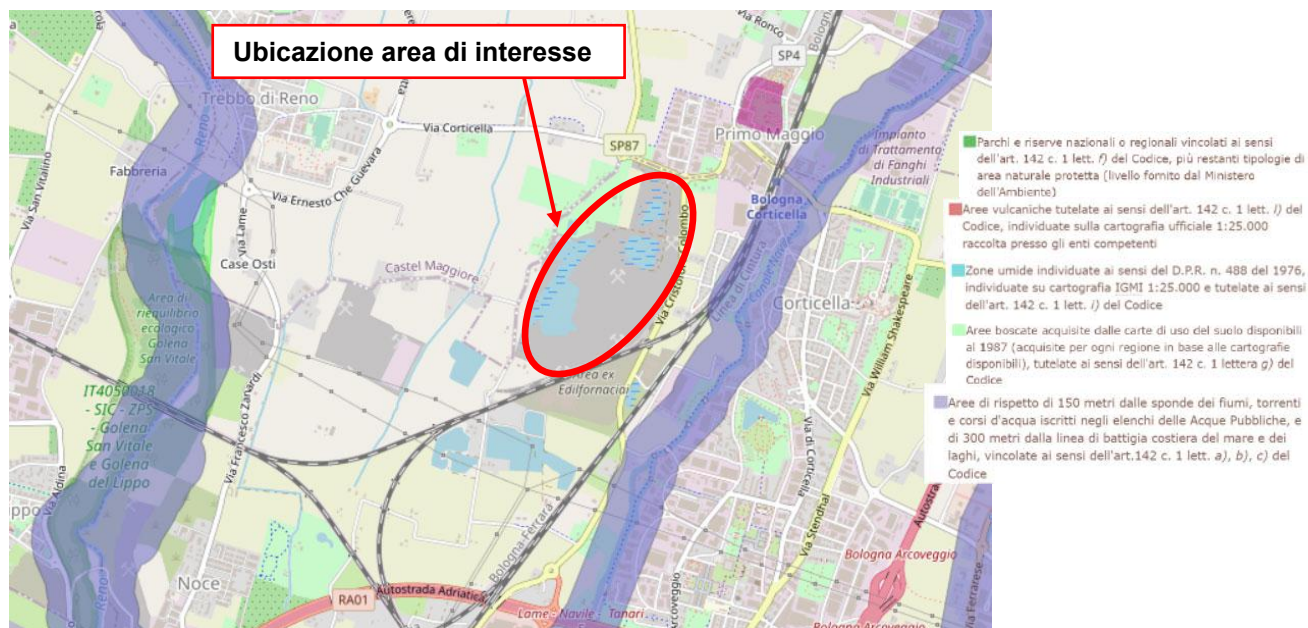 Ubicazione area di interesse
Via Ronco
SP4
Trebbo di Reno
Reno
Via Corticella
SP87
Primo Maggio
Impianto
di Trattamento
di Fanghi
Industriali
Fabbreria
Via San Vitalino
Via Ernesto Che Guevara
Via Lame
Bologna
Corticella
Case Osti
Castel Maggiore
Via Cristoforo Colombo
Linea di Cintura
Corticella
Via William Shakespeare
Area di
riequilibrio
ecologico
Golena
San Vitale
Area ex
Edilfornaciai
IT4050018
- SIC - ZPS
- Golena
San Vitale
e Golena
del Lippo
Via Francesco Zanardi
Via di Corticella
Via Aldina
Via Stendhal
Bologna-Ferrara
Bologna Arcoveggio
Noce
RA01
Autostrada Adriatica
Reno
Lame - Navile - Tanari
Arcoveggio
Via Ferrarese
Bologna Arcoveggio
Parchi e riserve nazionali o regionali vincolati ai sensi
dell'art. 142 c. 1 lett. f) del Codice, più restanti tipologie di
area naturale protetta (livello fornito dal Ministero
dell'Ambiente)
Aree vulcaniche tutelate ai sensi dell'art. 142 c. 1 lett. l) del
Codice, individuate sulla cartografia ufficiale 1:25.000
raccolta presso gli enti competenti
Zone umide individuate ai sensi del D.P.R. n. 488 del 1976,
individuate su cartografia IGMI 1:25.000 e tutelate ai sensi
dell'art. 142 c. 1 lett. i) del Codice
Aree boscate acquisite dalle carte di uso del suolo disponibili
al 1987 (acquisite per ogni regione in base alle cartografie
disponibili), tutelate ai sensi dell'art. 142 c. 1 lettera g) del
Codice
Aree di rispetto di 150 metri dalle sponde dei fiumi, torrenti
e corsi d'acqua iscritti negli elenchi delle Acque Pubbliche, e
di 300 metri dalla linea di battigia costiera del mare e dei
laghi, vincolate ai sensi dell'art.142 c. 1 lett. a), b), c) del
Codice